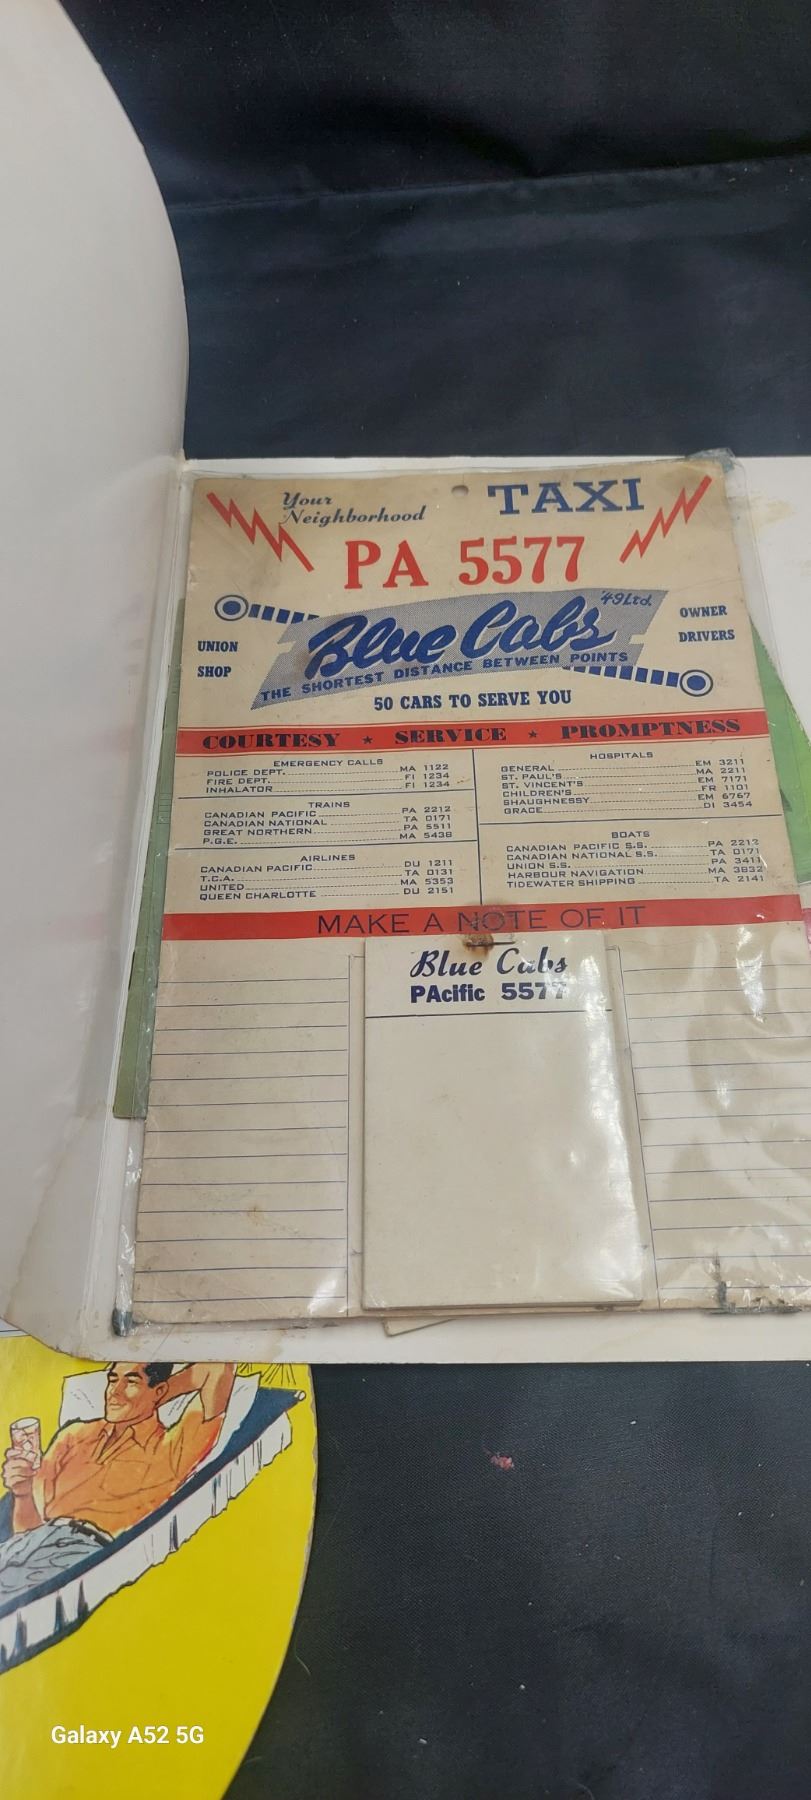 Your
Neighborhood
TAXI
PA 5577
'49 Ltd.
Blue Cabs
THE SHORTEST DISTANCE BETWEEN POINTS
UNION
SHOP
OWNER
DRIVERS
50 CARS TO SERVE YOU
COURTESY ★ SERVICE ★ PROMPTNESS
EMERGENCY CALLS
POLICE DEPT. MA 1122
FIRE DEPT. FI 1234
INHALATOR FI 1234
TRAINS
CANADIAN PACIFIC PA 2212
CANADIAN NATIONAL TA 0171
GREAT NORTHERN PA 5511
P.G.E. MA 5438
AIRLINES
CANADIAN PACIFIC DU 1211
T.C.A. TA 0131
UNITED MA 5353
QUEEN CHARLOTTE DU 2151
HOSPITALS
GENERAL EM 3211
ST. PAUL'S MA 2211
ST. VINCENT'S EM 7171
CHILDREN'S FR 1101
SHAUGHNESSY EM 6767
GRACE DI 3454
BOATS
CANADIAN PACIFIC S.S. PA 2212
CANADIAN NATIONAL S.S. TA 0171
UNION S.S. PA 3411
HARBOUR NAVIGATION MA 3832
TIDEWATER SHIPPING TA 2141
MAKE A NOTE OF IT
Blue Cabs
PAcific 5577
Galaxy A52 5G